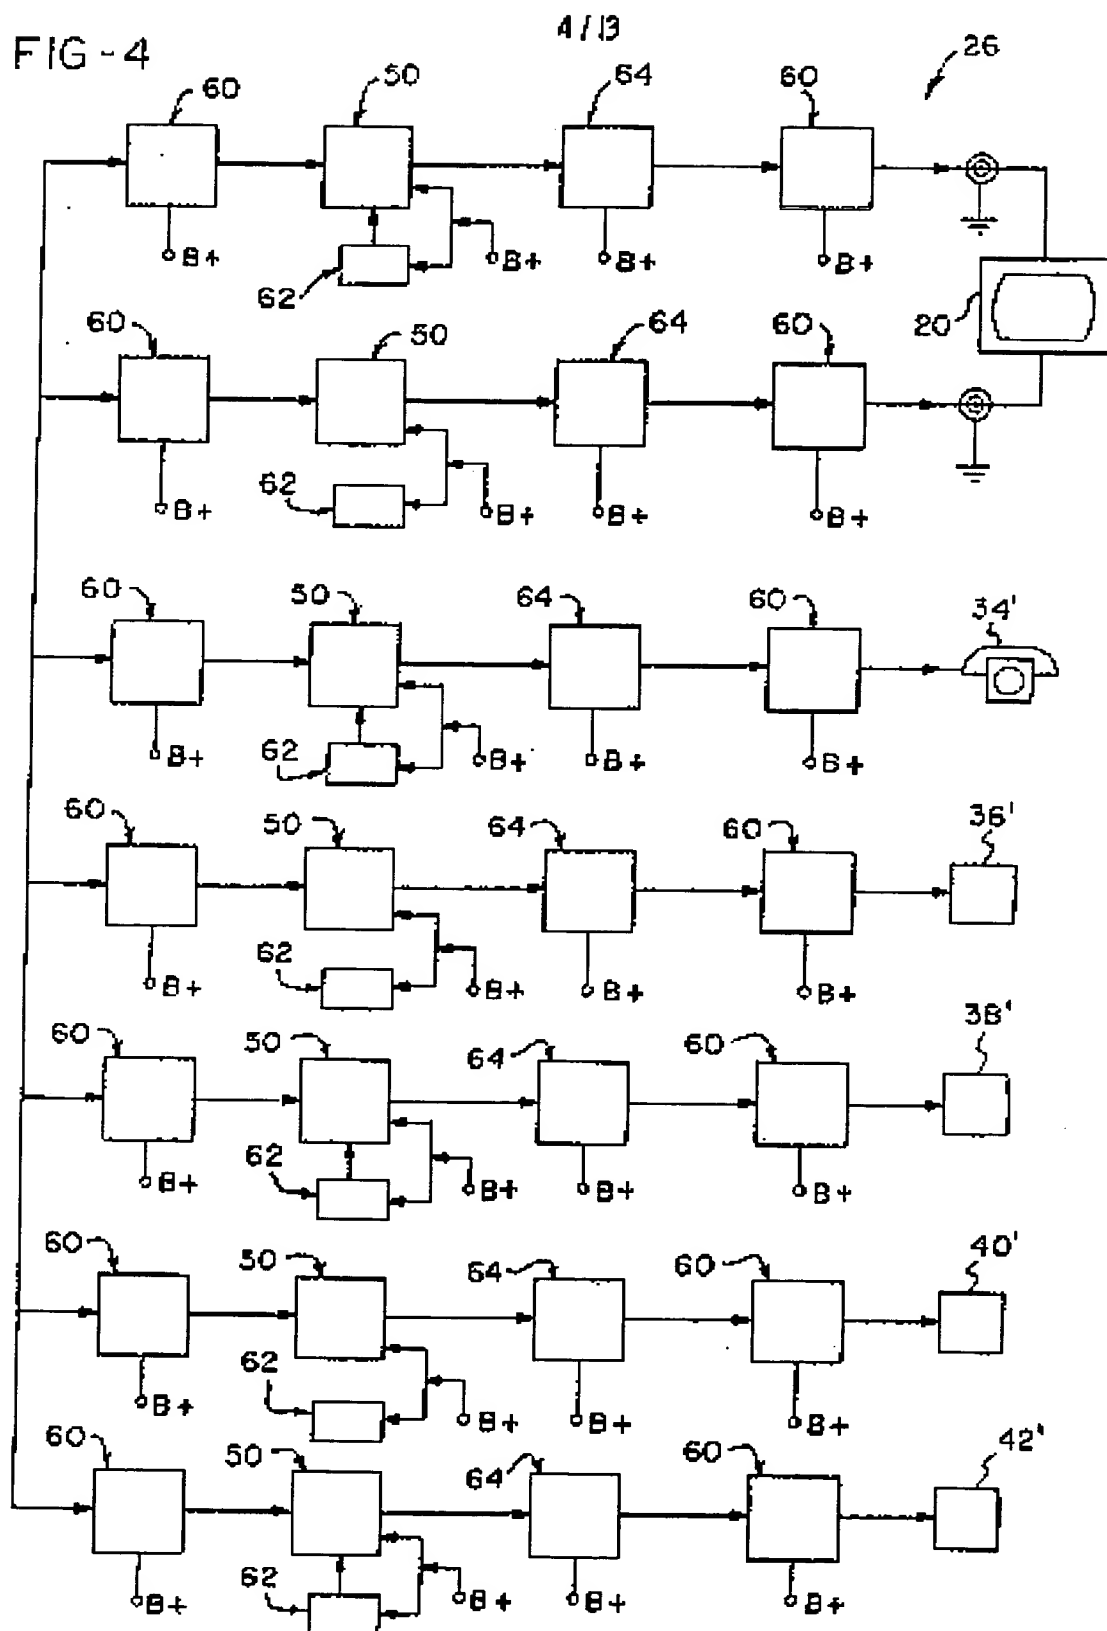 4/13
FIG-4
60 50 64 60 26
B+ B+ B+ B+
62
20
60 50 64 60
62
B+ B+ B+ B+
60 50 64 60 34'
62
B+ B+ B+ B+
60 50 64 60 36'
62
B+ B+ B+ B+
60 50 64 60 38'
62
B+ B+ B+ B+
60 50 64 60 40'
62
B+ B+ B+ B+
60 50 64 60 42'
62
B+ B+ B+ B+